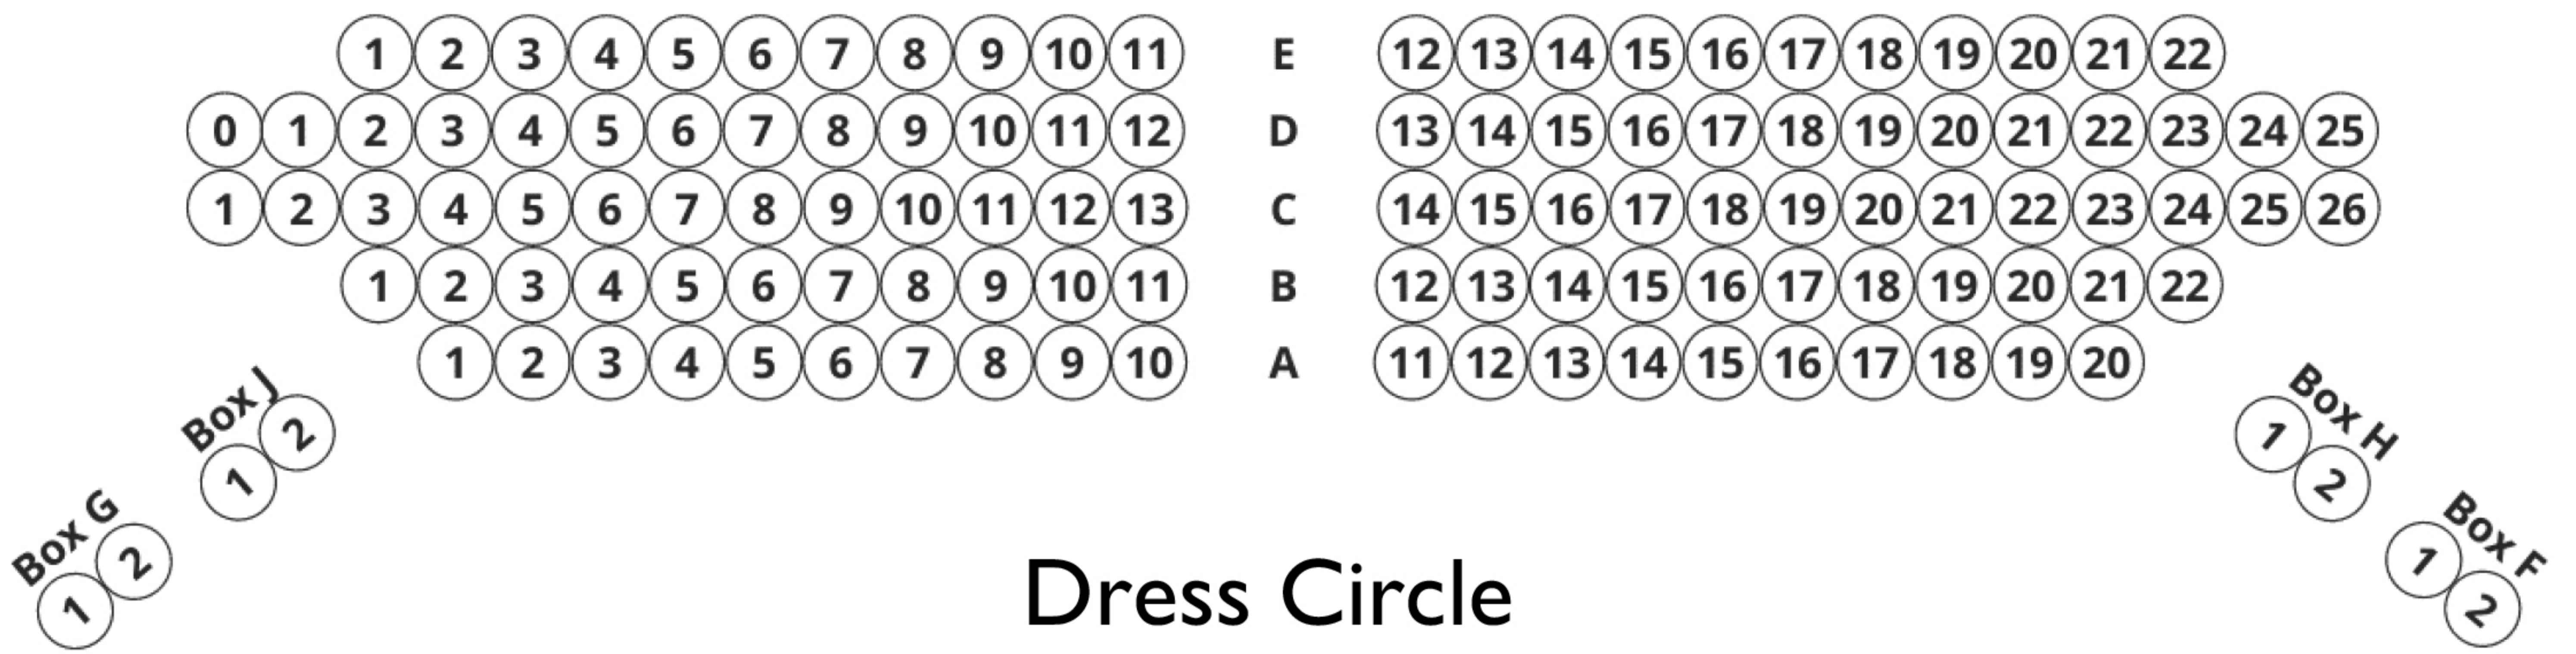 1 2 3 4 5 6 7 8 9 10 11 E 12 13 14 15 16 17 18 19 20 21 22
0 1 2 3 4 5 6 7 8 9 10 11 12 D 13 14 15 16 17 18 19 20 21 22 23 24 25
1 2 3 4 5 6 7 8 9 10 11 12 13 C 14 15 16 17 18 19 20 21 22 23 24 25 26
1 2 3 4 5 6 7 8 9 10 11 B 12 13 14 15 16 17 18 19 20 21 22
1 2 3 4 5 6 7 8 9 10 A 11 12 13 14 15 16 17 18 19 20
Box J
1 2
Box H
1 2
Box G
1 2
Box F
1 2
Dress Circle